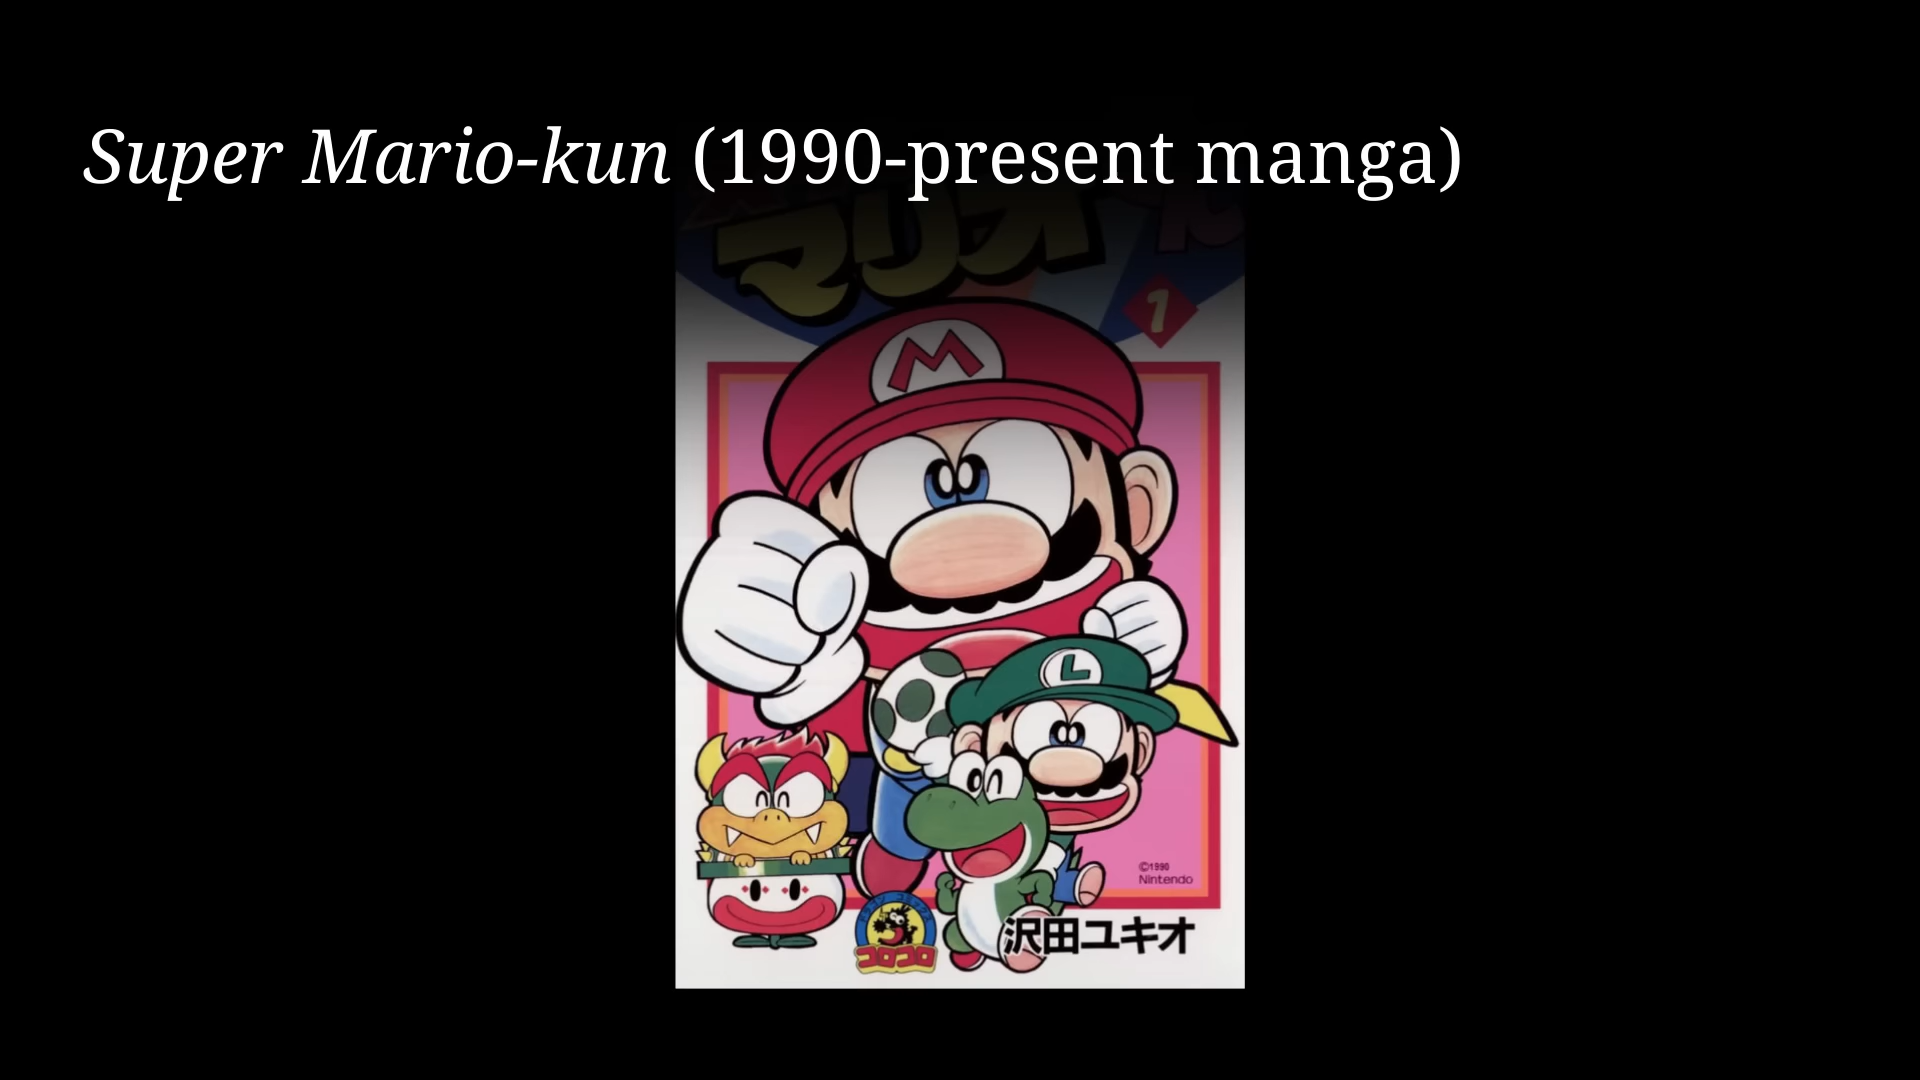 Super Mario-kun (1990-present manga)
マリオ
1
M
L
©1990
Nintendo
沢田ユキオ
コロコロ